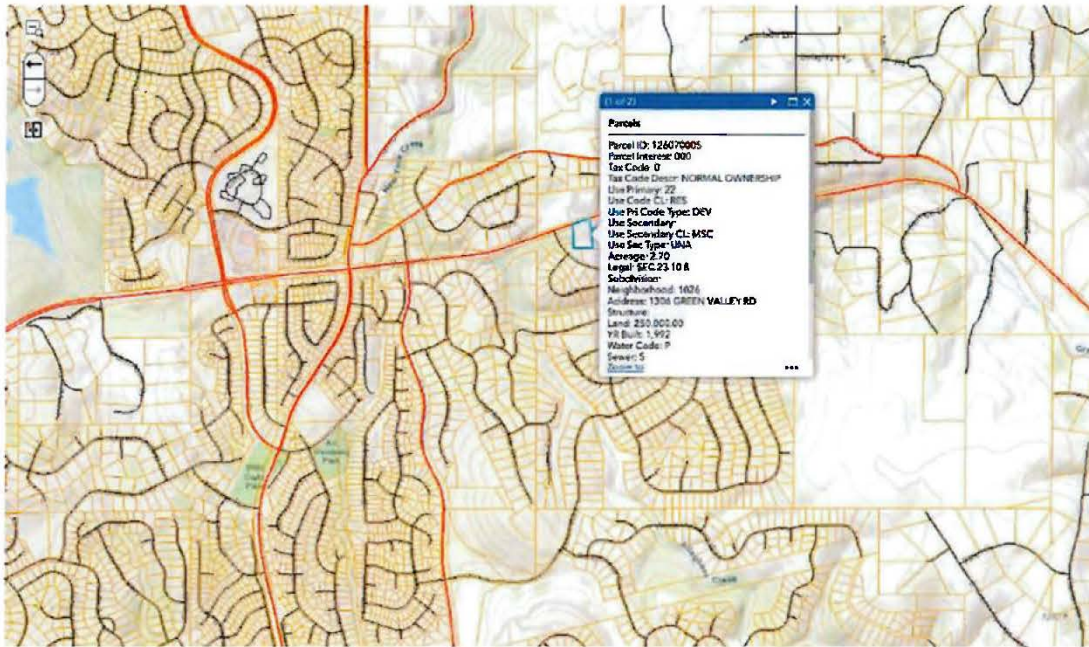 (1 of 2)
Parcels
Parcel ID: 126070005
Parcel Interest: 000
Tax Code: 0
Tax Code Descr: NORMAL OWNERSHIP
Use Primary: 22
Use Code CL: RES
Use Pri Code Type: DEV
Use Secondary:
Use Secondary CL: MSC
Use Sec Type: UNA
Acreage: 2.70
Legal: SEC 23 10 8
Subdivision:
Neighborhood: 1026
Address: 1306 GREEN VALLEY RD
Structure:
Land: 250,000.00
YR Built: 1,992
Water Code: P
Sewer: S
Zoom to
Creek
Park